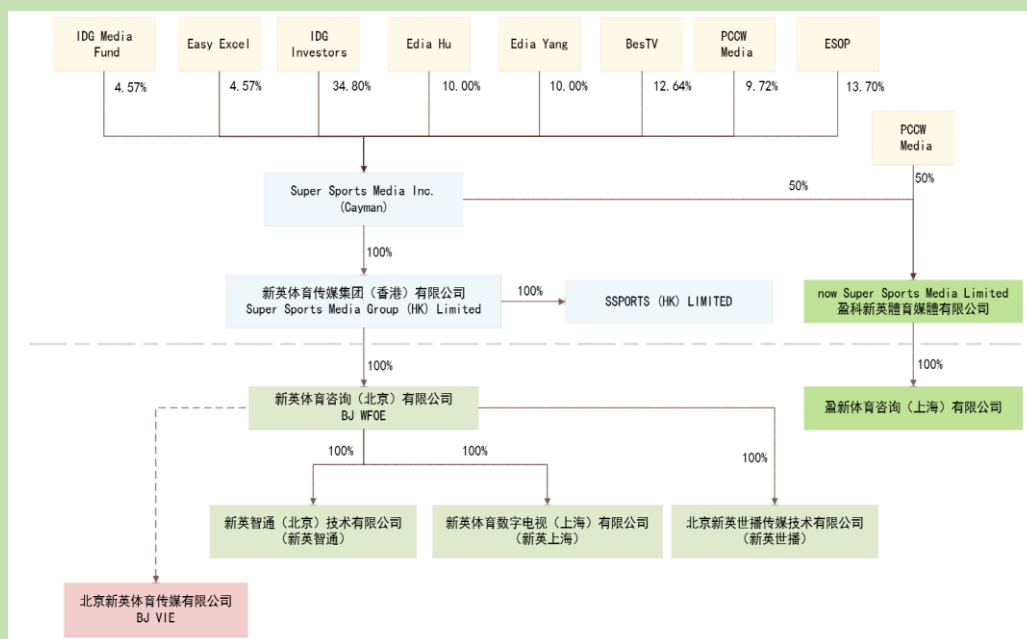 IDG Media
Fund
Easy Excel
IDG
Investors
Edia Hu
Edia Yang
BesTV
PCCW
Media
ESOP
4.57%
4.57%
34.80%
10.00%
10.00%
12.64%
9.72%
13.70%
PCCW
Media
Super Sports Media Inc.
(Cayman)
50%
50%
100%
新英体育传媒集团（香港）有限公司
Super Sports Media Group (HK) Limited
100%
SSPORTS (HK) LIMITED
now Super Sports Media Limited
盈科新英體育媒體有限公司
100%
100%
新英体育咨询（北京）有限公司
BJ WFOE
盈新体育咨询（上海）有限公司
100%
100%
100%
新英智通（北京）技术有限公司
（新英智通）
新英体育数字电视（上海）有限公司
（新英上海）
北京新英世播传媒技术有限公司
（新英世播）
北京新英体育传媒有限公司
BJ VIE